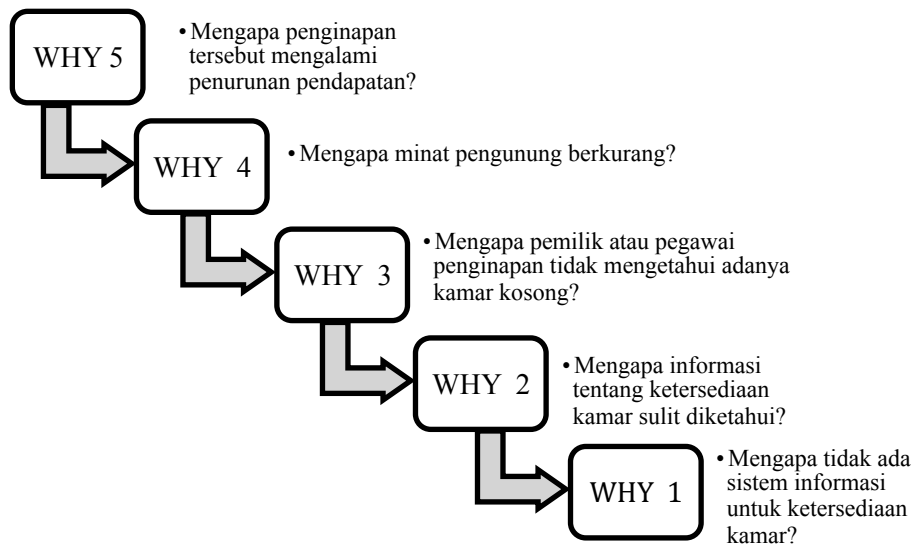 WHY 5
• Mengapa penginapan
tersebut mengalami
penurunan pendapatan?
WHY 4
• Mengapa minat pengunung berkurang?
WHY 3
• Mengapa pemilik atau pegawai
penginapan tidak mengetahui adanya
kamar kosong?
WHY 2
• Mengapa informasi
tentang ketersediaan
kamar sulit diketahui?
WHY 1
• Mengapa tidak ada
sistem informasi
untuk ketersediaan
kamar?